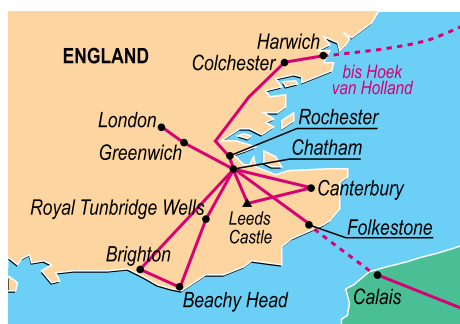 ENGLAND
Harwich
Colchester
bis Hoek
van Holland
London
Rochester
Greenwich
Chatham
Canterbury
Royal Tunbridge Wells
Leeds
Castle
Folkestone
Brighton
Beachy Head
Calais